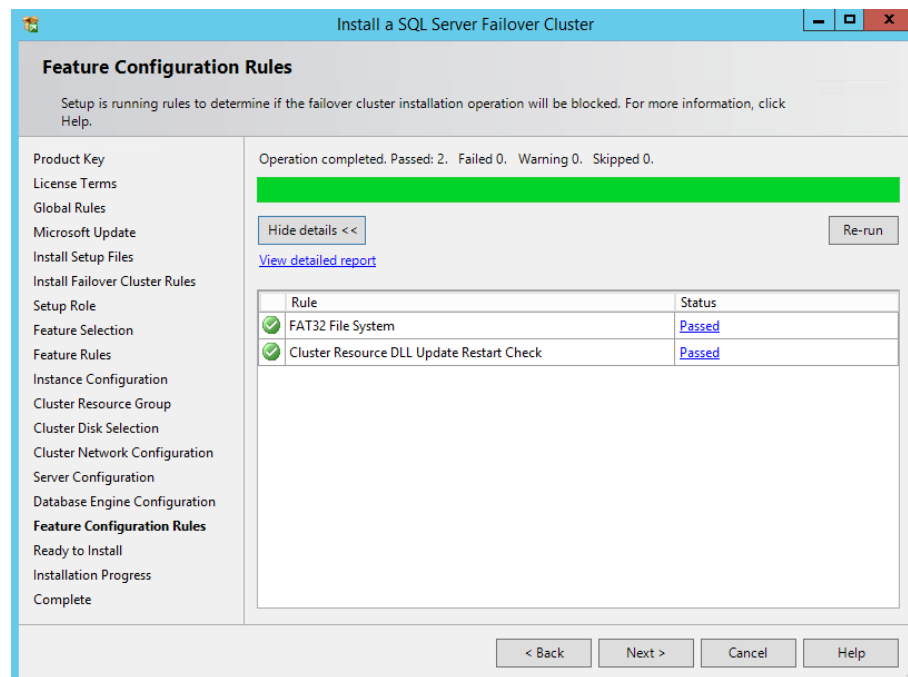 Install a SQL Server Failover Cluster
Feature Configuration Rules
Setup is running rules to determine if the failover cluster installation operation will be blocked. For more information, click
Help.
Product Key
License Terms
Global Rules
Microsoft Update
Install Setup Files
Install Failover Cluster Rules
Setup Role
Feature Selection
Feature Rules
Instance Configuration
Cluster Resource Group
Cluster Disk Selection
Cluster Network Configuration
Server Configuration
Database Engine Configuration
Feature Configuration Rules
Ready to Install
Installation Progress
Complete
Operation completed. Passed: 2. Failed 0. Warning 0. Skipped 0.
Hide details <<
Re-run
View detailed report
Rule Status
FAT32 File System Passed
Cluster Resource DLL Update Restart Check Passed
< Back Next > Cancel Help